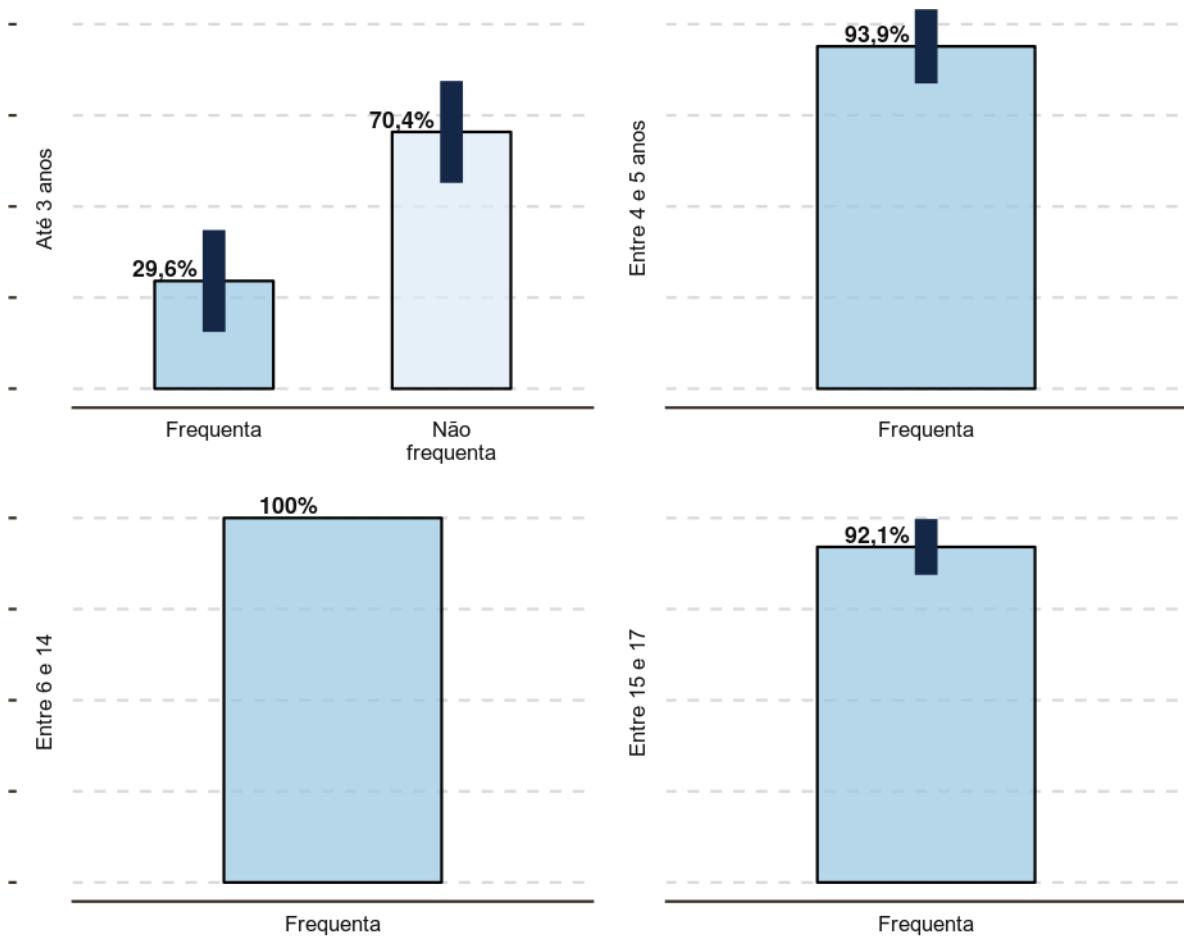 Até 3 anos
29,6%
70,4%
Frequenta
Não
frequenta
Entre 4 e 5 anos
93,9%
Frequenta
Entre 6 e 14
100%
Frequenta
Entre 15 e 17
92,1%
Frequenta